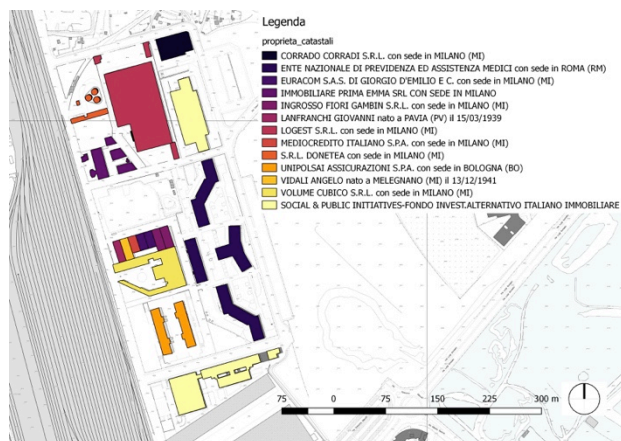 Legenda
proprieta_catastali
CORRADO CORRADI S.R.L. con sede in MILANO (MI)
ENTE NAZIONALE DI PREVIDENZA ED ASSISTENZA MEDICI con sede in ROMA (RM)
EURACOM S.A.S. DI GIORGIO D'EMILIO E C. con sede in MILANO (MI)
IMMOBILIARE PRIMA EMMA SRL CON SEDE IN MILANO
INGROSSO FIORI GAMBIN S.R.L. con sede in MILANO (MI)
LANFRANCHI GIOVANNI nato a PAVIA (PV) il 15/03/1939
LOGEST S.R.L. con sede in MILANO (MI)
MEDIOCREDITO ITALIANO S.P.A. con sede in MILANO (MI)
S.R.L. DONETEA con sede in MILANO (MI)
UNIPOLSAI ASSICURAZIONI S.P.A. con sede in BOLOGNA (BO)
VIDALI ANGELO nato a MELEGNANO (MI) il 13/12/1941
VOLUME CUBICO S.R.L. con sede in MILANO (MI)
SOCIAL & PUBLIC INITIATIVES-FONDO INVEST.ALTERNATIVO ITALIANO IMMOBILIARE
75 0 75 150 225 300 m